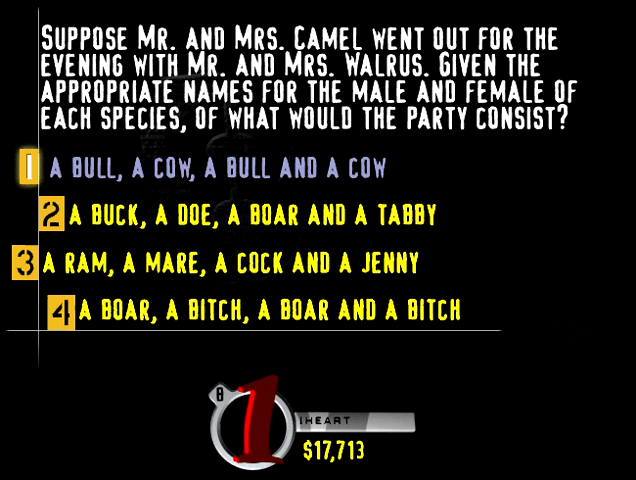 SUPPOSE MR. AND MRS. CAMEL WENT OUT FOR THE
EVENING WITH MR. AND MRS. WALRUS. GIVEN THE
APPROPRIATE NAMES FOR THE MALE AND FEMALE OF
EACH SPECIES, OF WHAT WOULD THE PARTY CONSIST?
1 A BULL, A COW, A BULL AND A COW
2 A BUCK, A DOE, A BOAR AND A TABBY
3 A RAM, A MARE, A COCK AND A JENNY
4 A BOAR, A BITCH, A BOAR AND A BITCH
8 1 IHEART
$17,713